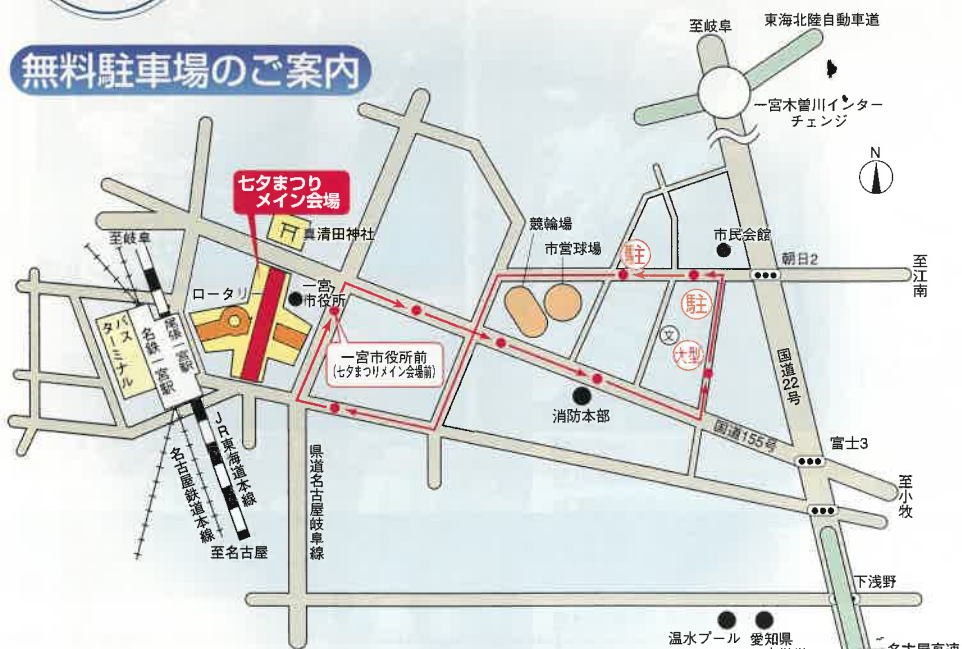 無料駐車場のご案内
至岐阜
東海北陸自動車道
一宮木曽川インター
チェンジ
N
七夕まつり
メイン会場
真清田神社
競輪場
市営球場
市民会館
朝日2
至江南
至岐阜
ロータリー
一宮
市役所
駐
駐
文
大型
バス
ターミナル
名鉄一宮駅
尾張一宮駅
一宮市役所前
(七夕まつりメイン会場前)
消防本部
国道22号
国道155号
富士3
至小牧
県道名古屋岐阜線
JR東海道本線
名古屋鉄道本線
至名古屋
下浅野
温水プール
愛知県